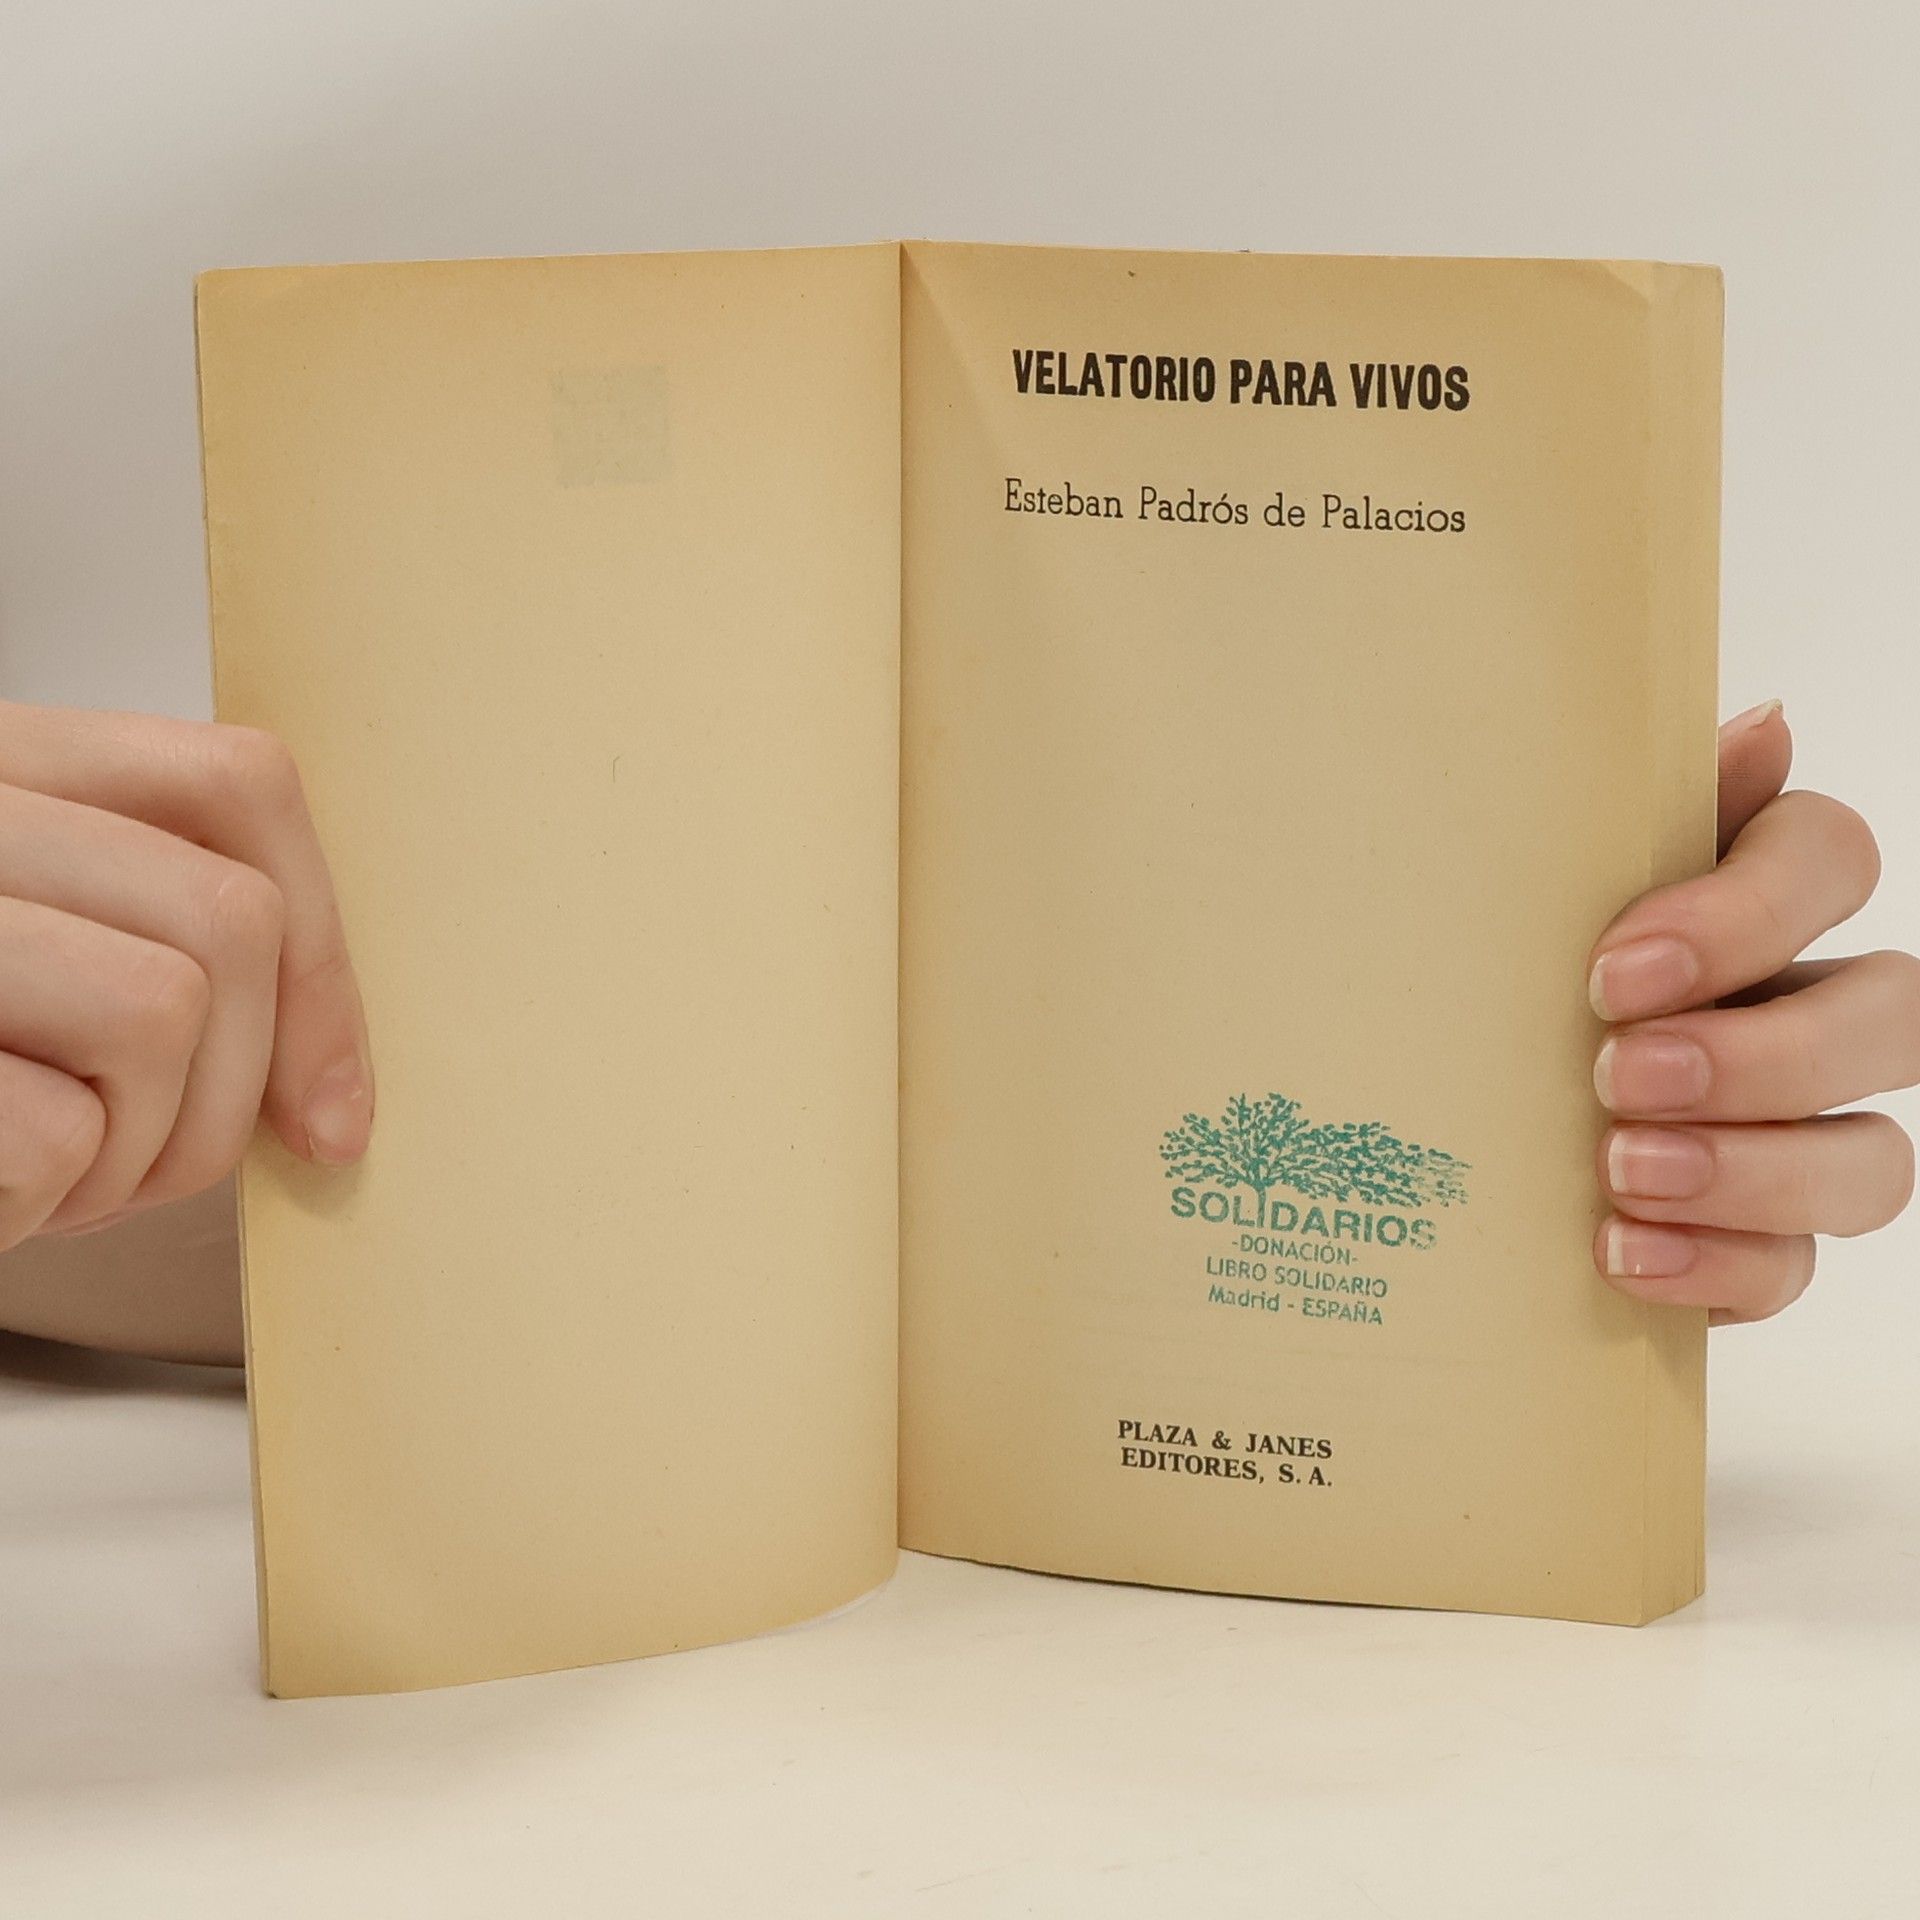 VELATORIO PARA VIVOS
Esteban Padrós de Palacios
SOLIDARIOS
-DONACIÓN-
LIBRO SOLIDARIO
Madrid - ESPAÑA
PLAZA & JANES
EDITORES, S. A.